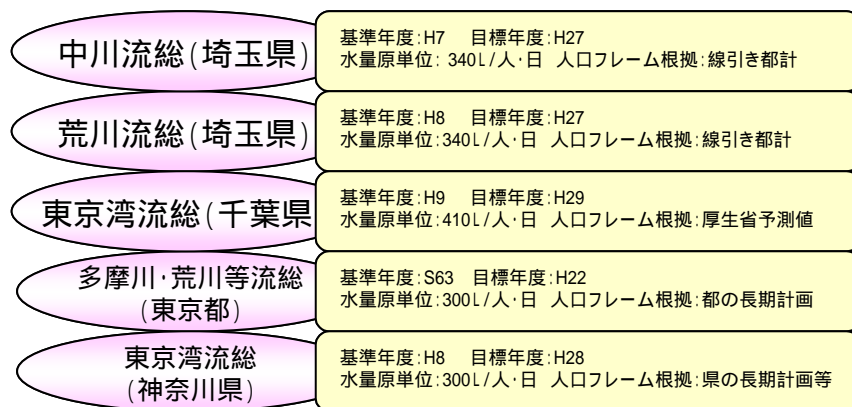 中川流総(埼玉県)
基準年度:H7 目標年度:H27
水量原単位: 340L/人・日 人口フレーム根拠:線引き都計
荒川流総(埼玉県)
基準年度:H8 目標年度:H27
水量原単位:340L/人・日 人口フレーム根拠:線引き都計
東京湾流総(千葉県
基準年度:H9 目標年度:H29
水量原単位:410L/人・日 人口フレーム根拠:厚生省予測値
多摩川・荒川等流総
(東京都)
基準年度:S63 目標年度:H22
水量原単位:300L/人・日 人口フレーム根拠:都の長期計画
東京湾流総
(神奈川県)
基準年度:H8 目標年度:H28
水量原単位:300L/人・日 人口フレーム根拠:県の長期計画等